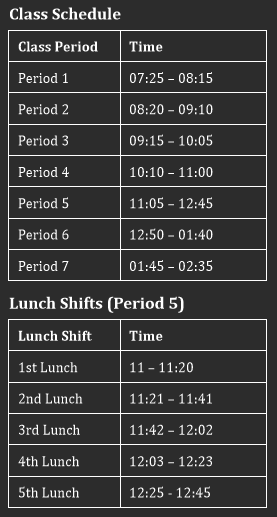 Class Schedule
Class Period Time
Period 1 07:25 – 08:15
Period 2 08:20 – 09:10
Period 3 09:15 – 10:05
Period 4 10:10 – 11:00
Period 5 11:05 – 12:45
Period 6 12:50 – 01:40
Period 7 01:45 – 02:35
Lunch Shifts (Period 5)
Lunch Shift Time
1st Lunch 11 – 11:20
2nd Lunch 11:21 – 11:41
3rd Lunch 11:42 – 12:02
4th Lunch 12:03 – 12:23
5th Lunch 12:25 - 12:45